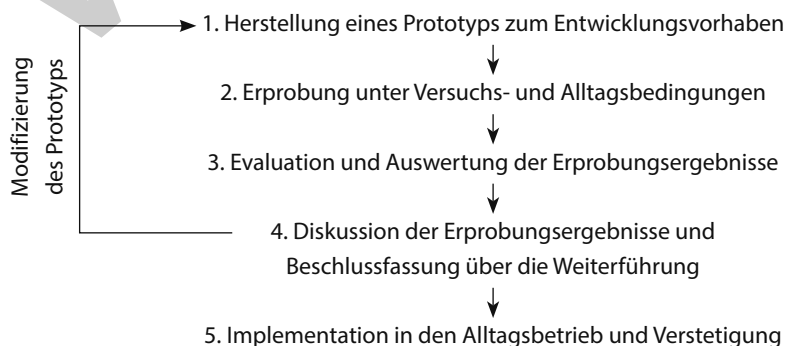 1. Herstellung eines Prototyps zum Entwicklungsvorhaben
2. Erprobung unter Versuchs- und Alltagsbedingungen
3. Evaluation und Auswertung der Erprobungsergebnisse
4. Diskussion der Erprobungsergebnisse und
Beschlussfassung über die Weiterführung
5. Implementation in den Alltagsbetrieb und Verstetigung
Modifizierung
des Prototyps